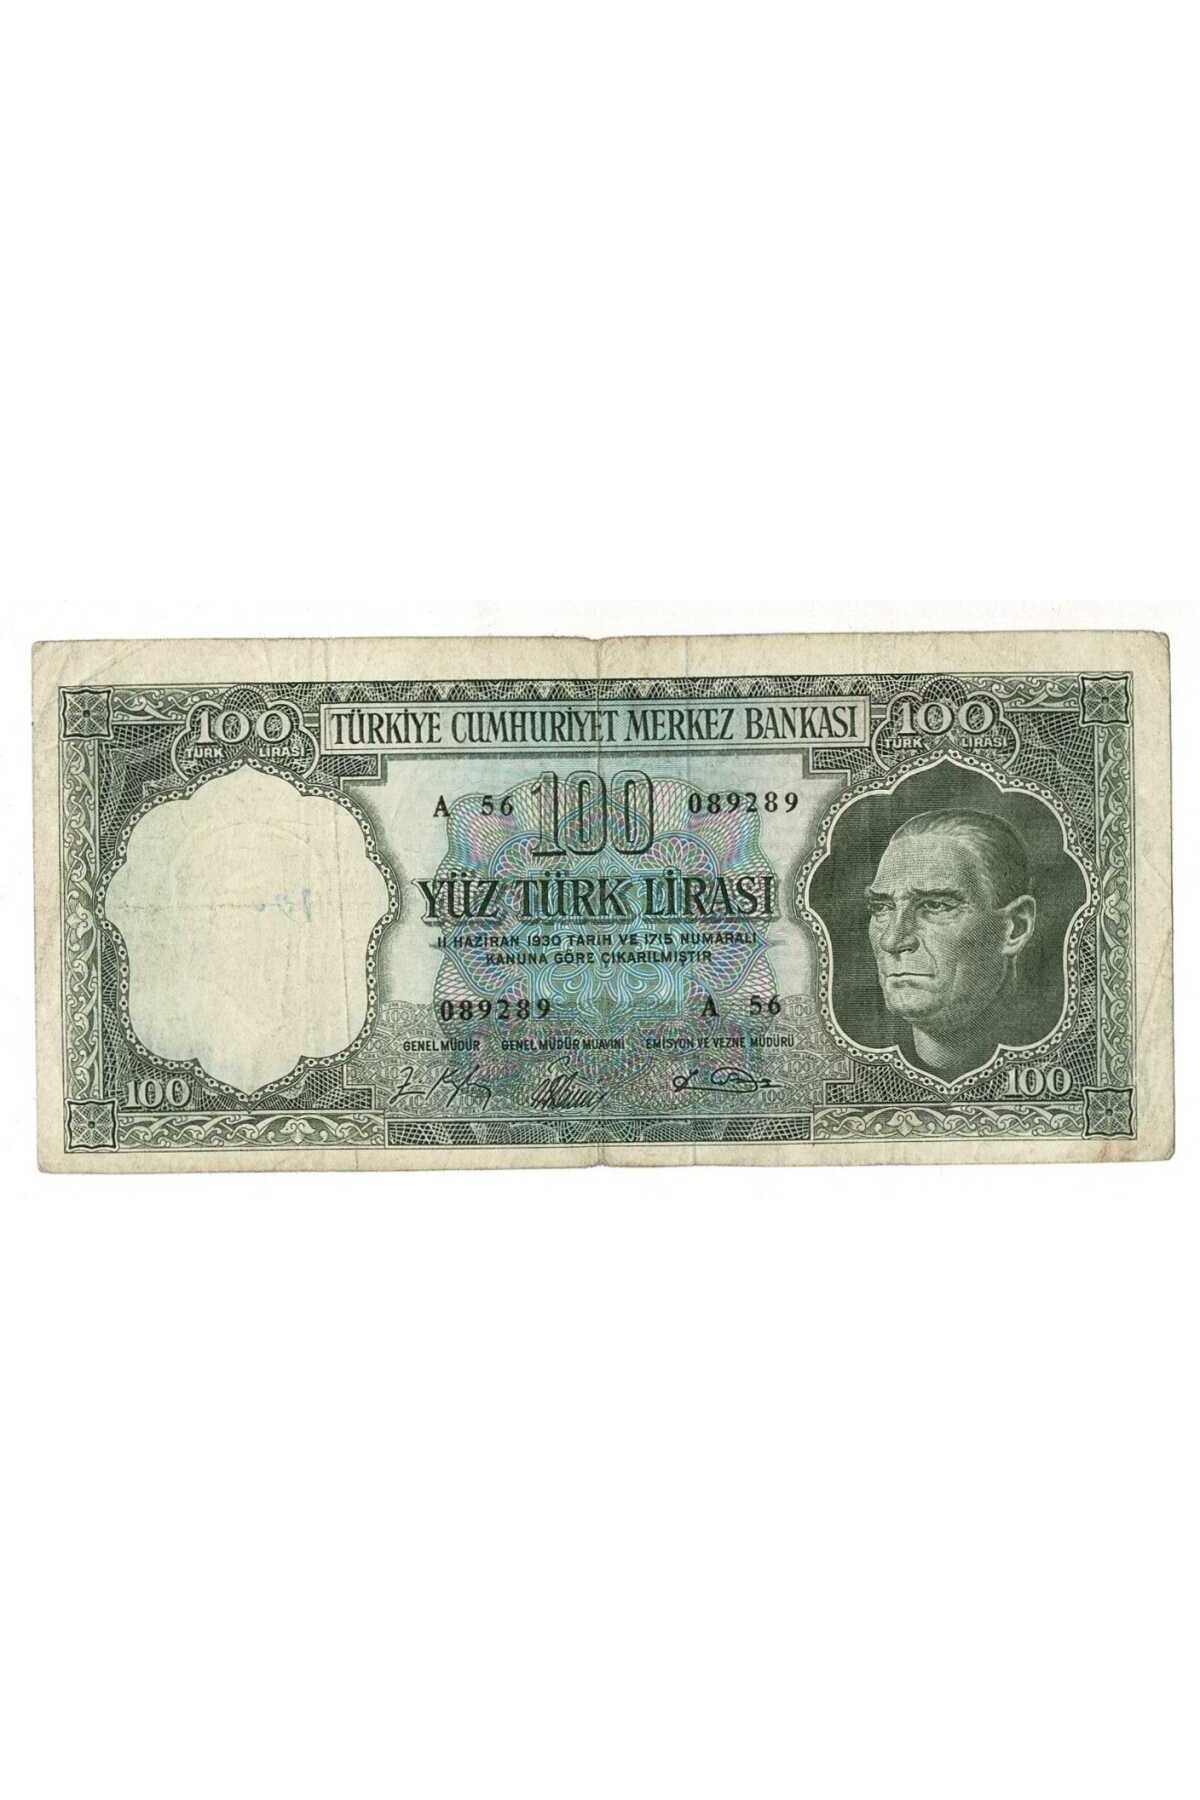 100 TÜRK LİRASI
TÜRKİYE CUMHURİYET MERKEZ BANKASI
100 TÜRK LİRASI
A 56 100 089289
YÜZ TÜRK LİRASI
11 HAZİRAN 1930 TARİH VE 1715 NUMARALI
KANUNA GÖRE ÇIKARILMIŞTIR
089289 A 56
GENEL MÜDÜR GENEL MÜDÜR MUAVİNİ EMİSYON VE VEZNE MÜDÜRÜ
100 100